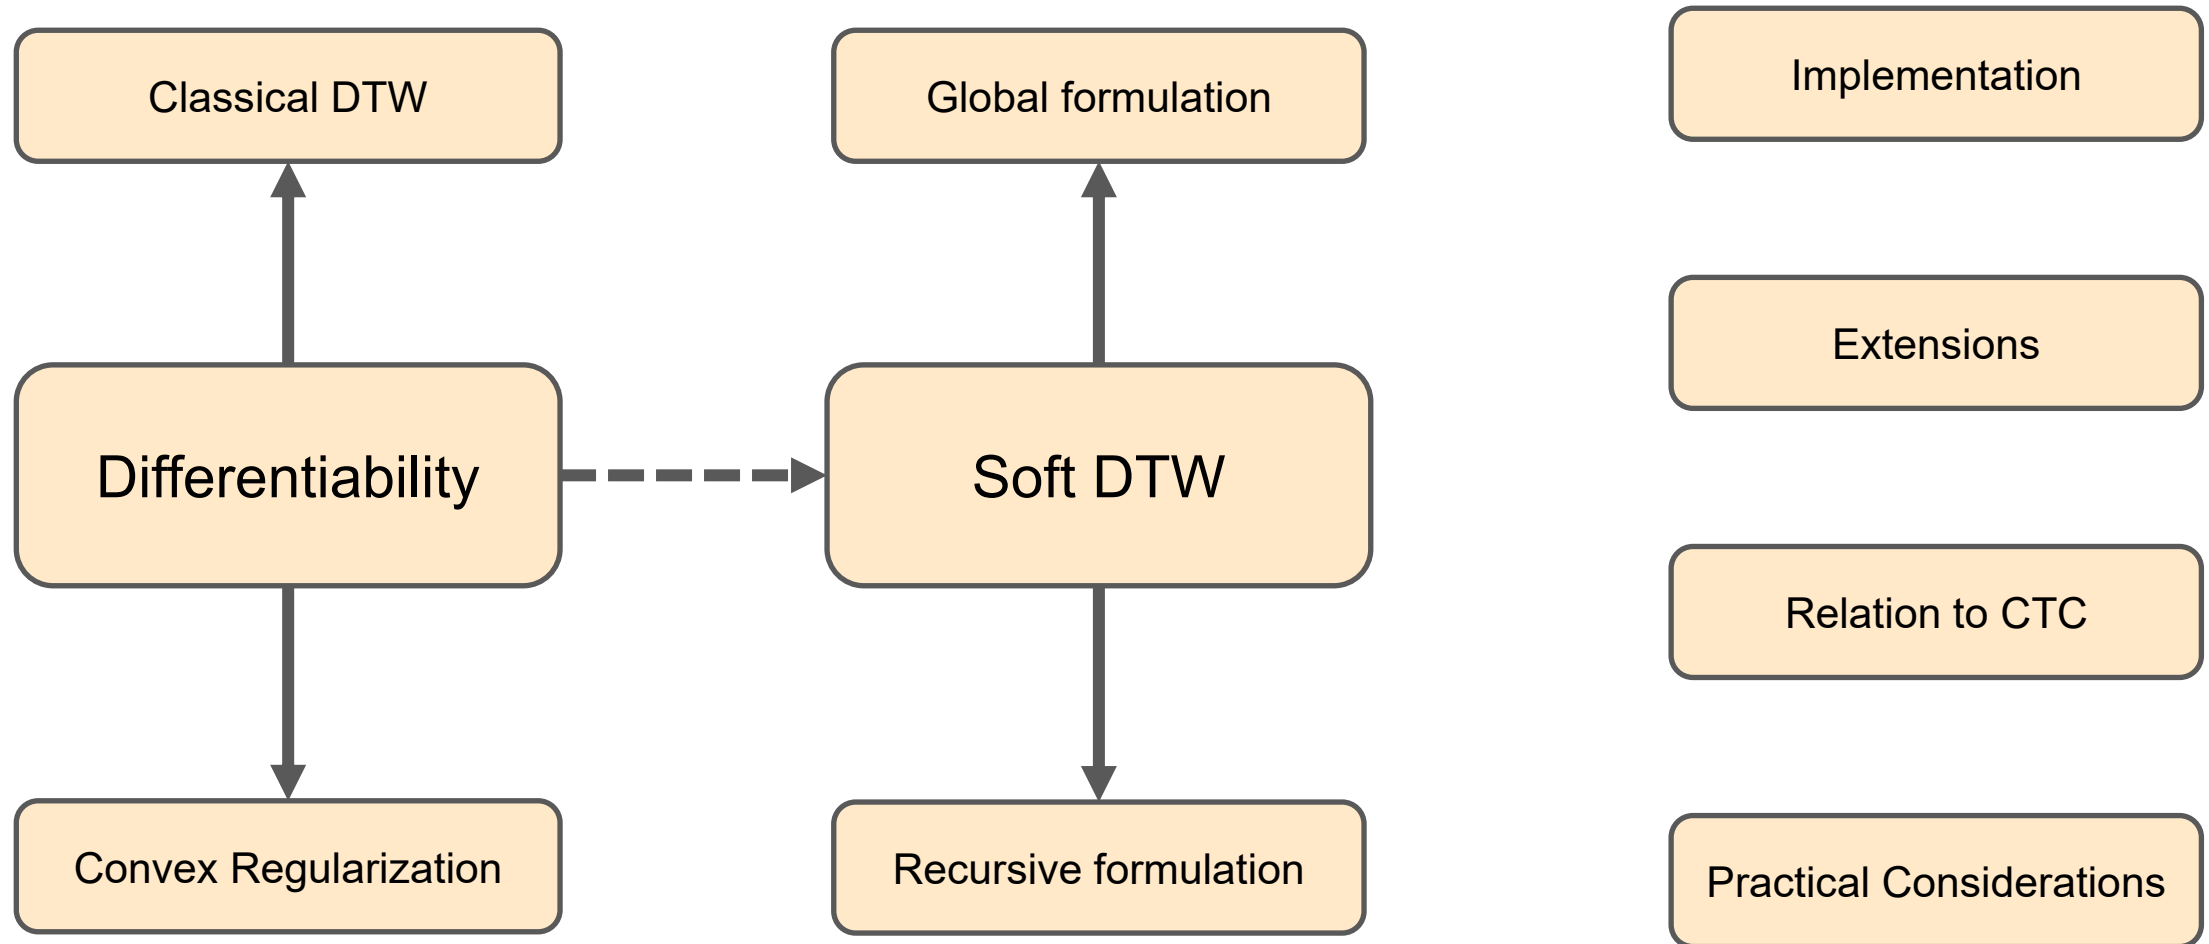 Classical DTW
Global formulation
Implementation
Extensions
Differentiability
Soft DTW
Relation to CTC
Convex Regularization
Recursive formulation
Practical Considerations